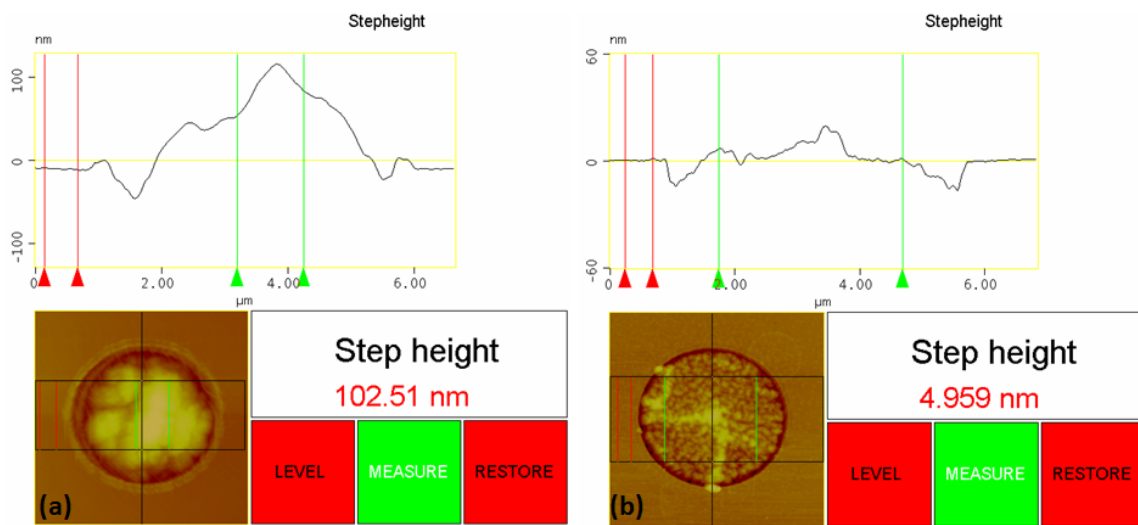 Stepheight
nm
100
0
-100
0
2.00
4.00
6.00
µm
Step height
102.51 nm
LEVEL
MEASURE
RESTORE
(a)
Stepheight
nm
60
0
-60
0
2.00
4.00
6.00
µm
Step height
4.959 nm
LEVEL
MEASURE
RESTORE
(b)